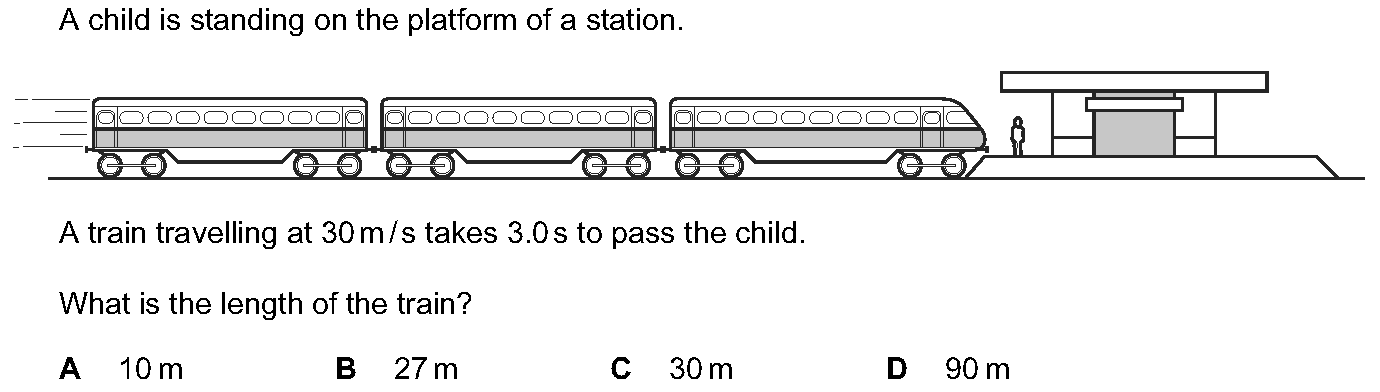 A child is standing on the platform of a station.
A train travelling at 30 m / s takes 3.0 s to pass the child.
What is the length of the train?
A 10 m B 27 m C 30 m D 90 m